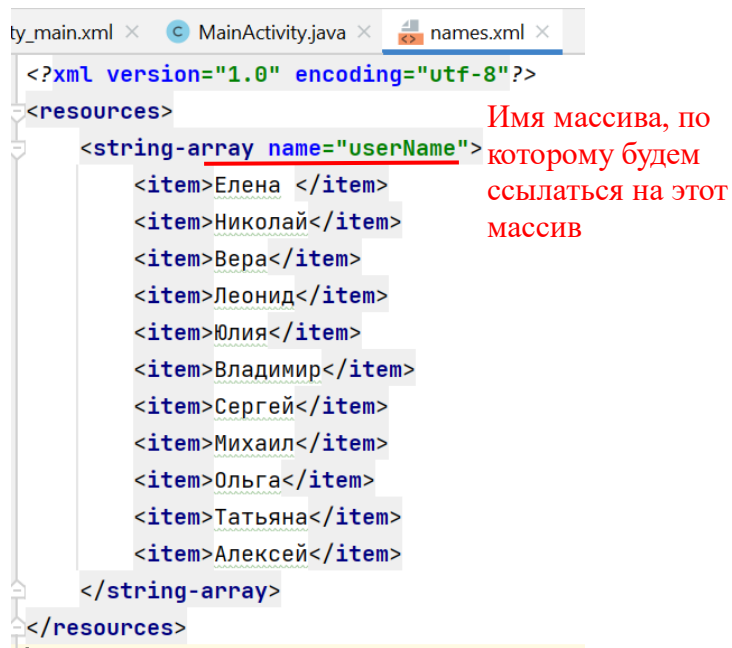 ty_main.xml × C MainActivity.java × names.xml ×
<?xml version="1.0" encoding="utf-8"?>
<resources>
<string-array name="userName">
Имя массива, по
которому будем
ссылаться на этот
массив
<item>Елена </item>
<item>Николай</item>
<item>Вера</item>
<item>Леонид</item>
<item>Юлия</item>
<item>Владимир</item>
<item>Сергей</item>
<item>Михаил</item>
<item>Ольга</item>
<item>Татьяна</item>
<item>Алексей</item>
</string-array>
</resources>